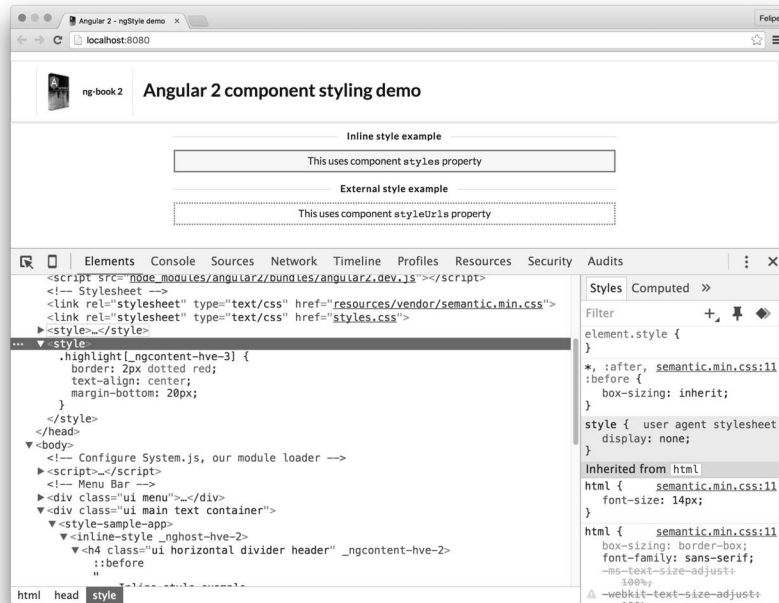 Angular 2 - ngStyle demo
Felipe
localhost:8080
ng-book 2
Angular 2 component styling demo
Inline style example
This uses component styles property
External style example
This uses component styleUrls property
Elements Console Sources Network Timeline Profiles Resources Security Audits
<script src="node_modules/angular2/bundles/angular2.dev.js"></script>
<!-- Stylesheet -->
<link rel="stylesheet" type="text/css" href="resources/vendor/semantic.min.css">
<link rel="stylesheet" type="text/css" href="styles.css">
<style>…</style>
<style>
.highlight[_ngcontent-hve-3] {
border: 2px dotted red;
text-align: center;
margin-bottom: 20px;
}
</style>
</head>
<body>
<!-- Configure System.js, our module loader -->
<script>…</script>
<!-- Menu Bar -->
<div class="ui menu">…</div>
<div class="ui main text container">
<style-sample-app>
<inline-style _nghost-hve-2>
<h4 class="ui horizontal divider header" _ngcontent-hve-2>
::before
"
Inline style example
html head style
Styles Computed »
Filter
element.style {
}
*, :after, semantic.min.css:11
:before {
box-sizing: inherit;
}
style { user agent stylesheet
display: none;
}
Inherited from html
html { semantic.min.css:11
font-size: 14px;
}
html { semantic.min.css:11
box-sizing: border-box;
font-family: sans-serif;
-ms-text-size-adjust:
100%;
-webkit-text-size-adjust: